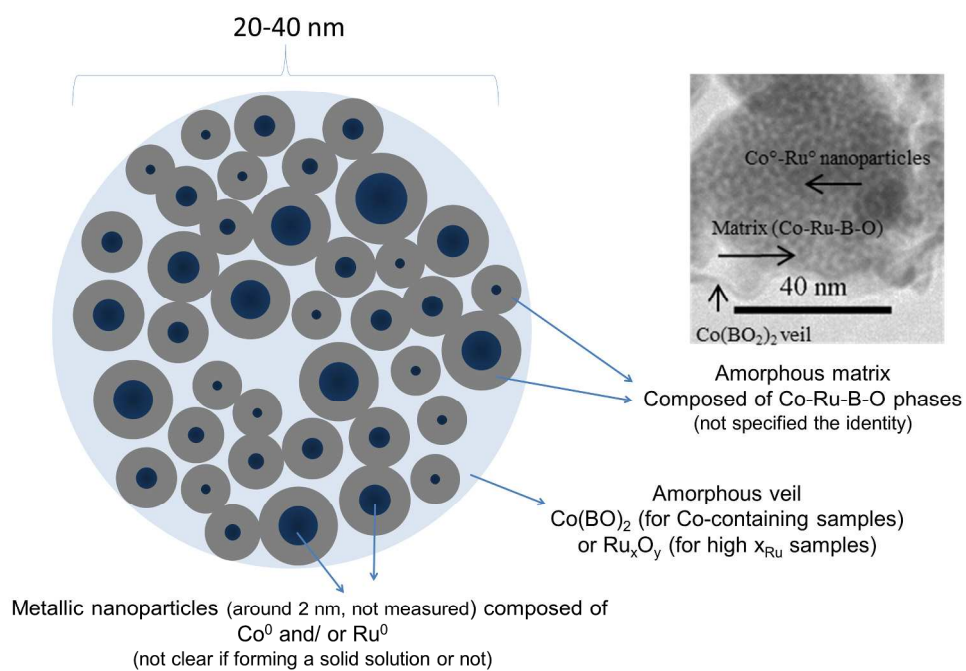 20-40 nm
Co°-Ru° nanoparticles
Matrix (Co-Ru-B-O)
40 nm
Co(BO₂)₂ veil
Amorphous matrix
Composed of Co-Ru-B-O phases
(not specified the identity)
Amorphous veil
Co(BO)₂ (for Co-containing samples)
or RuₓOᵧ (for high x_Ru samples)
Metallic nanoparticles (around 2 nm, not measured) composed of
Co⁰ and/ or Ru⁰
(not clear if forming a solid solution or not)